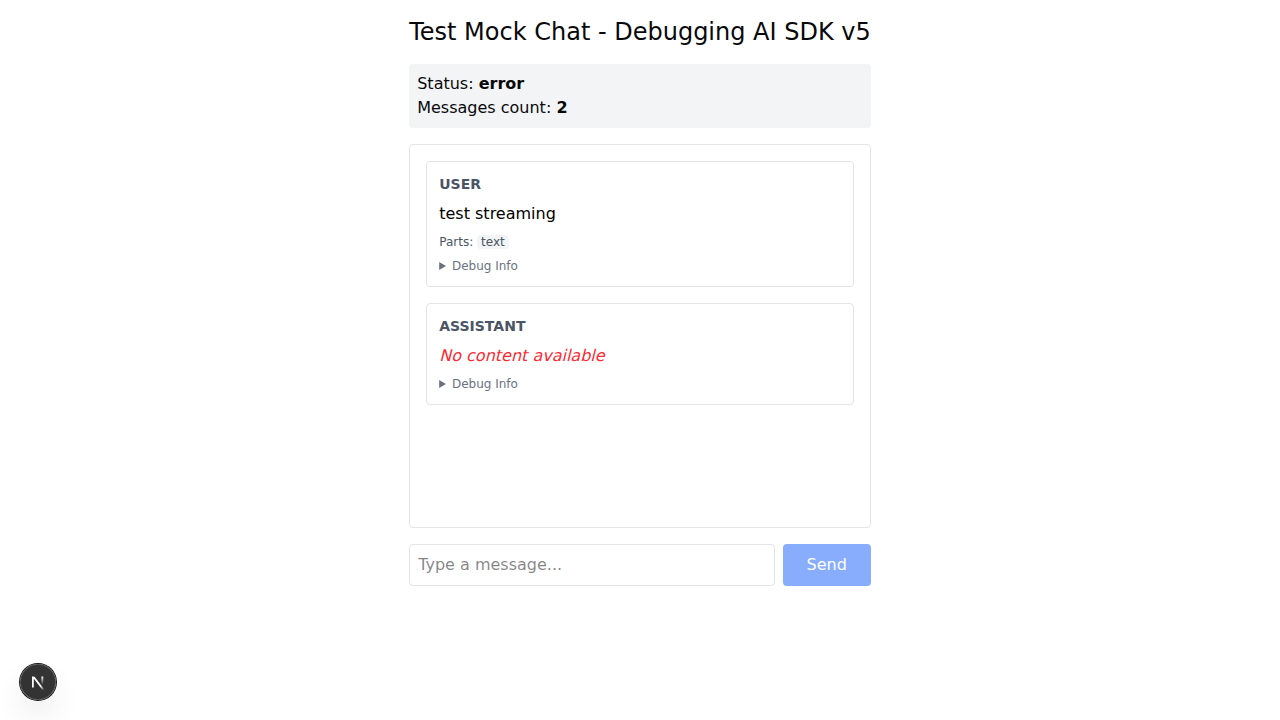 Test Mock Chat - Debugging AI SDK v5
Status: error
Messages count: 2
USER
test streaming
Parts: text
▶ Debug Info
ASSISTANT
No content available
▶ Debug Info
Type a message...
Send
N